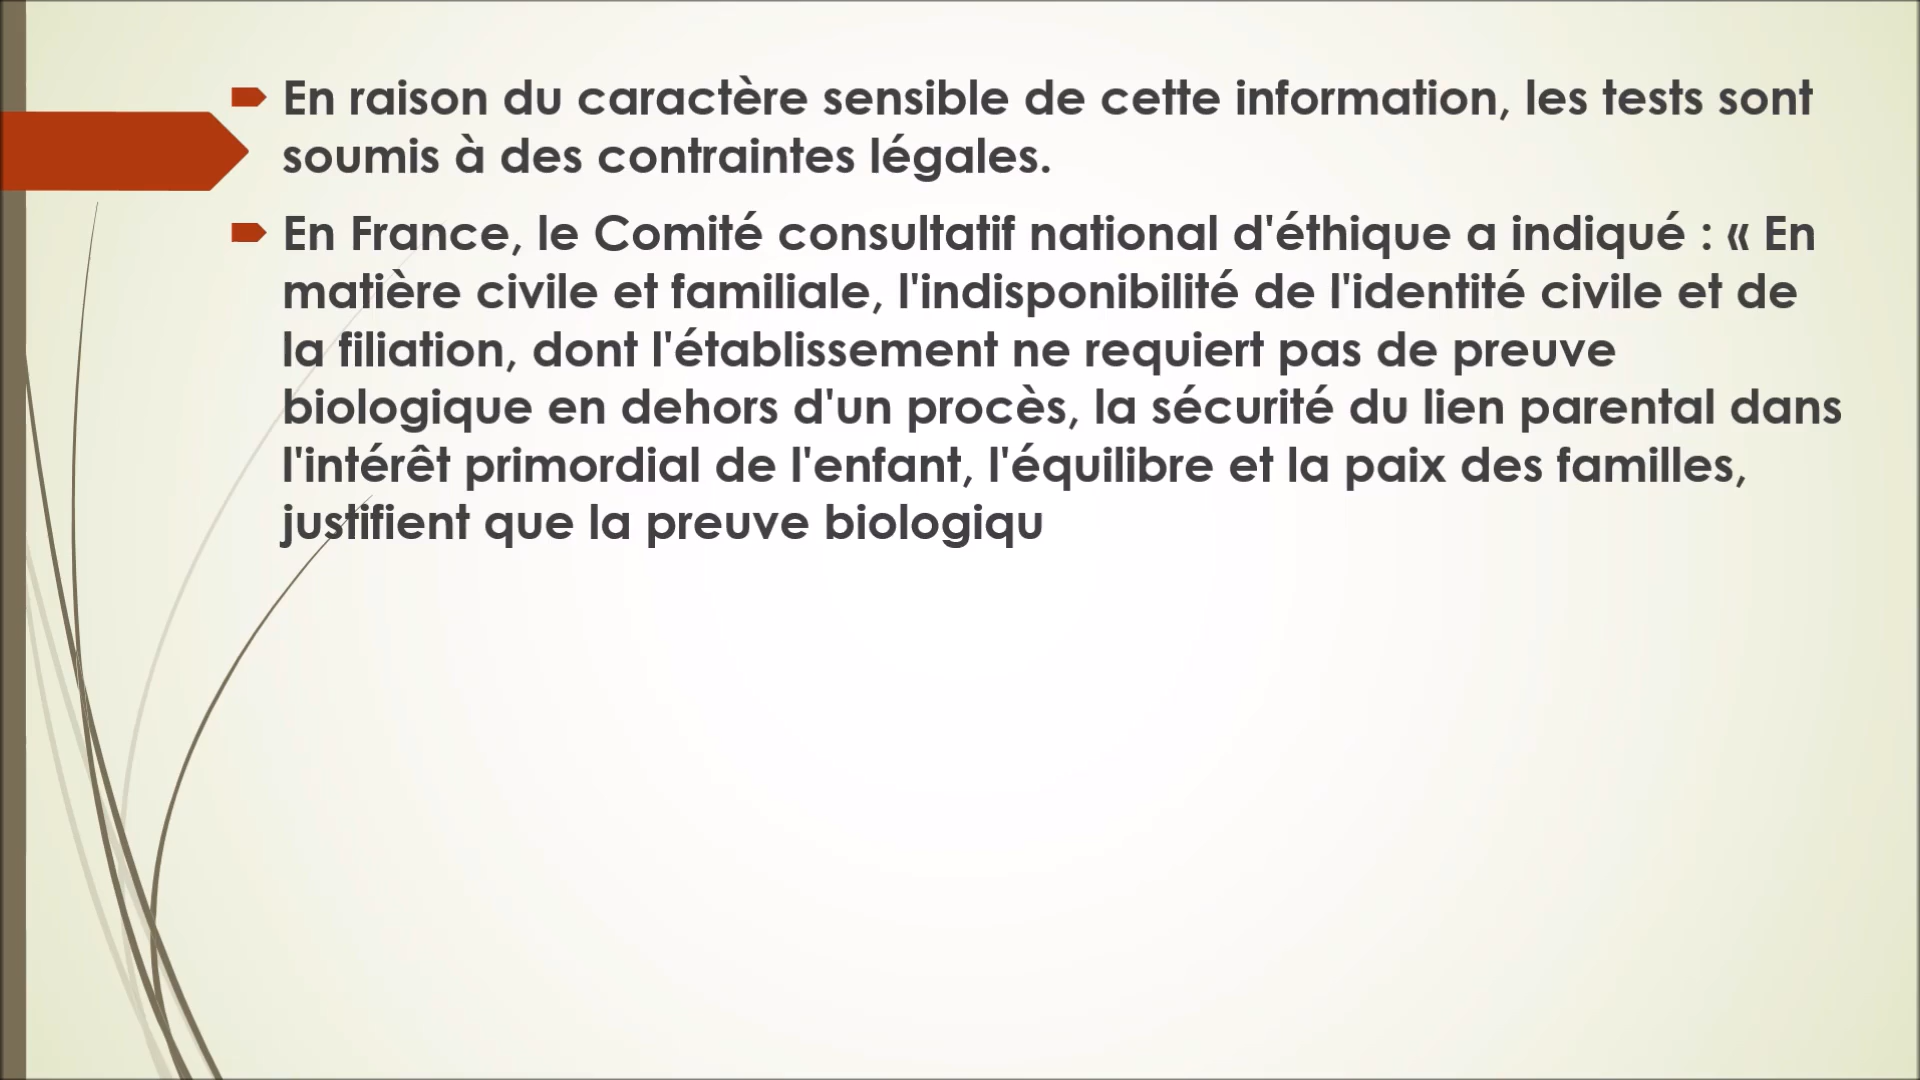 En raison du caractère sensible de cette information, les tests sont
soumis à des contraintes légales.
En France, le Comité consultatif national d'éthique a indiqué : « En
matière civile et familiale, l'indisponibilité de l'identité civile et de
la filiation, dont l'établissement ne requiert pas de preuve
biologique en dehors d'un procès, la sécurité du lien parental dans
l'intérêt primordial de l'enfant, l'équilibre et la paix des familles,
justifient que la preuve biologiqu